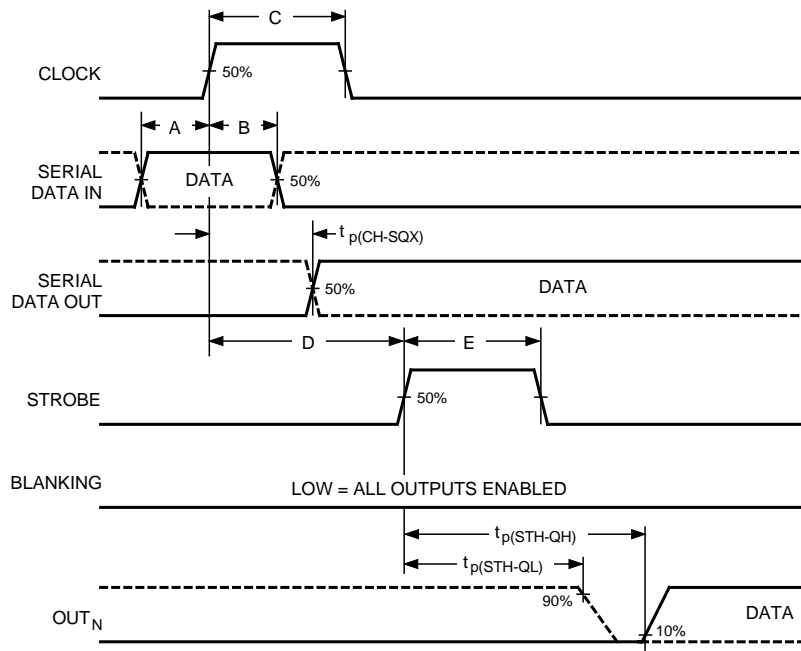 C
CLOCK
50%
A
B
SERIAL
DATA IN
DATA
50%
t p(CH-SQX)
SERIAL
DATA OUT
50%
DATA
D
E
STROBE
50%
BLANKING
LOW = ALL OUTPUTS ENABLED
t p(STH-QH)
t p(STH-QL)
OUT N
90%
10%
DATA